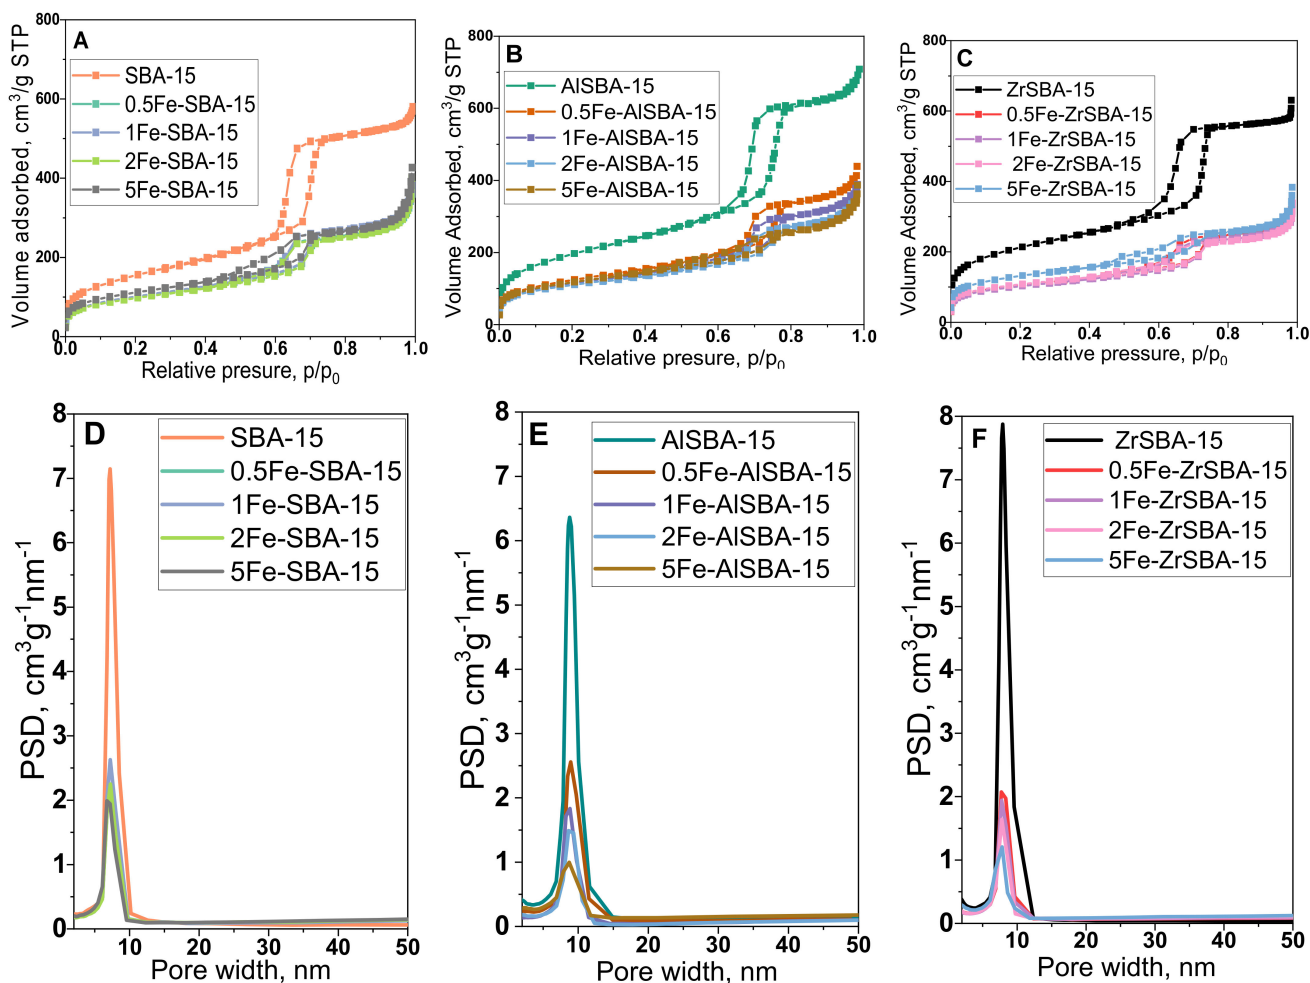 A
SBA-15
0.5Fe-SBA-15
1Fe-SBA-15
2Fe-SBA-15
5Fe-SBA-15
Volume adsorbed, cm³/g STP
800
600
400
200
0
0.0 0.2 0.4 0.6 0.8 1.0
Relative presure, p/p₀
B
AlSBA-15
0.5Fe-AlSBA-15
1Fe-AlSBA-15
2Fe-AlSBA-15
5Fe-AlSBA-15
Volume Adsorbed, cm³/g STP
800
600
400
200
0
0.0 0.2 0.4 0.6 0.8 1.0
Relative presure, p/p₀
C
ZrSBA-15
0.5Fe-ZrSBA-15
1Fe-ZrSBA-15
2Fe-ZrSBA-15
5Fe-ZrSBA-15
Volume Adsorbed, cm³/g STP
800
600
400
200
0
0.0 0.2 0.4 0.6 0.8 1.0
Relative pressure, p/p₀
D
SBA-15
0.5Fe-SBA-15
1Fe-SBA-15
2Fe-SBA-15
5Fe-SBA-15
PSD, cm³g⁻¹nm⁻¹
8
7
6
5
4
3
2
1
0
10 20 30 40 50
Pore width, nm
E
AlSBA-15
0.5Fe-AlSBA-15
1Fe-AlSBA-15
2Fe-AlSBA-15
5Fe-AlSBA-15
PSD, cm³g⁻¹nm⁻¹
8
7
6
5
4
3
2
1
0
10 20 30 40 50
Pore width, nm
F
ZrSBA-15
0.5Fe-ZrSBA-15
1Fe-ZrSBA-15
2Fe-ZrSBA-15
5Fe-ZrSBA-15
PSD, cm³g⁻¹nm⁻¹
8
7
6
5
4
3
2
1
0
10 20 30 40 50
Pore width, nm